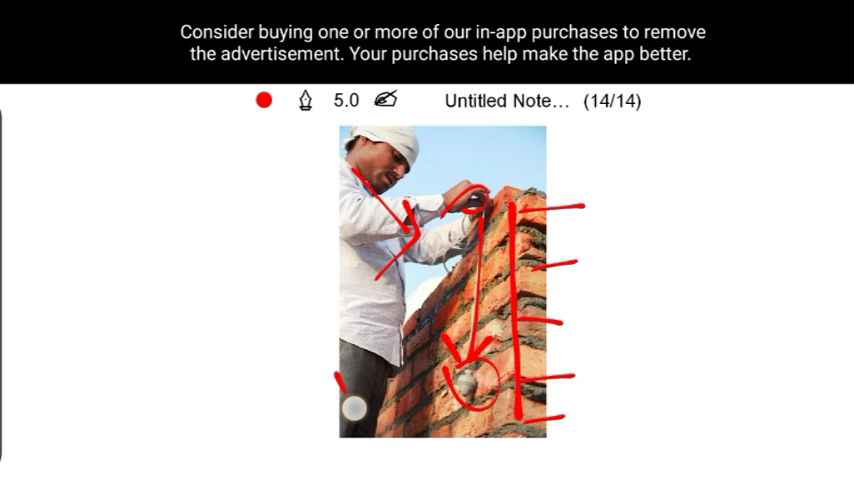 Consider buying one or more of our in-app purchases to remove
the advertisement. Your purchases help make the app better.
5.0 Untitled Note... (14/14)